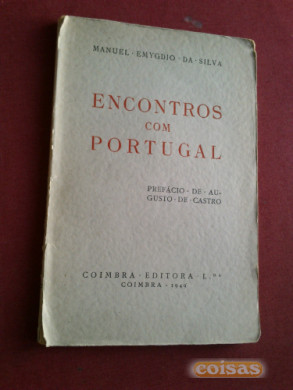 MANUEL · EMYGDIO · DA · SILVA
ENCONTROS
COM
PORTUGAL
PREFÁCIO · DE · AU-
GUSTO · DE · CASTRO
COIMBRA · EDITORA · L.ᴰᴬ
COIMBRA ·
coisas